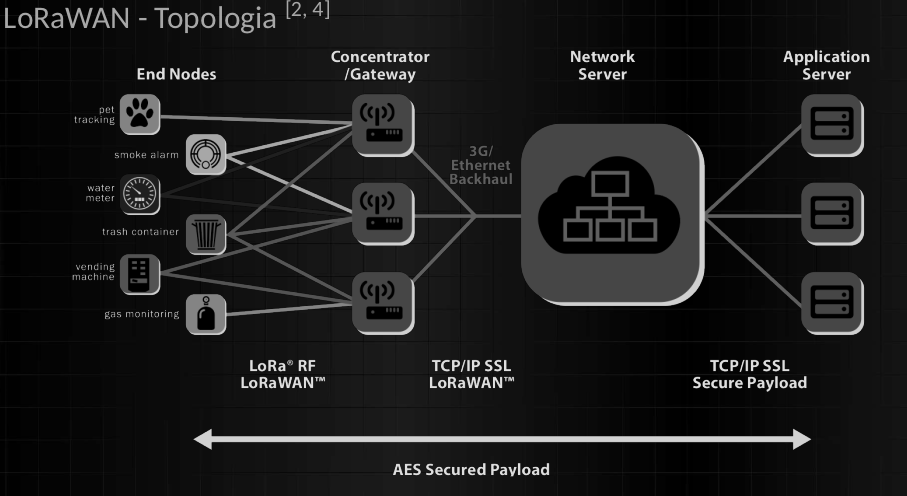 LoRaWAN - Topologia [2, 4]
End Nodes
Concentrator
/Gateway
Network
Server
Application
Server
pet
tracking
smoke alarm
water
meter
trash container
vending
machine
gas monitoring
3G/
Ethernet
Backhaul
LoRa® RF
LoRaWAN™
TCP/IP SSL
LoRaWAN™
TCP/IP SSL
Secure Payload
AES Secured Payload